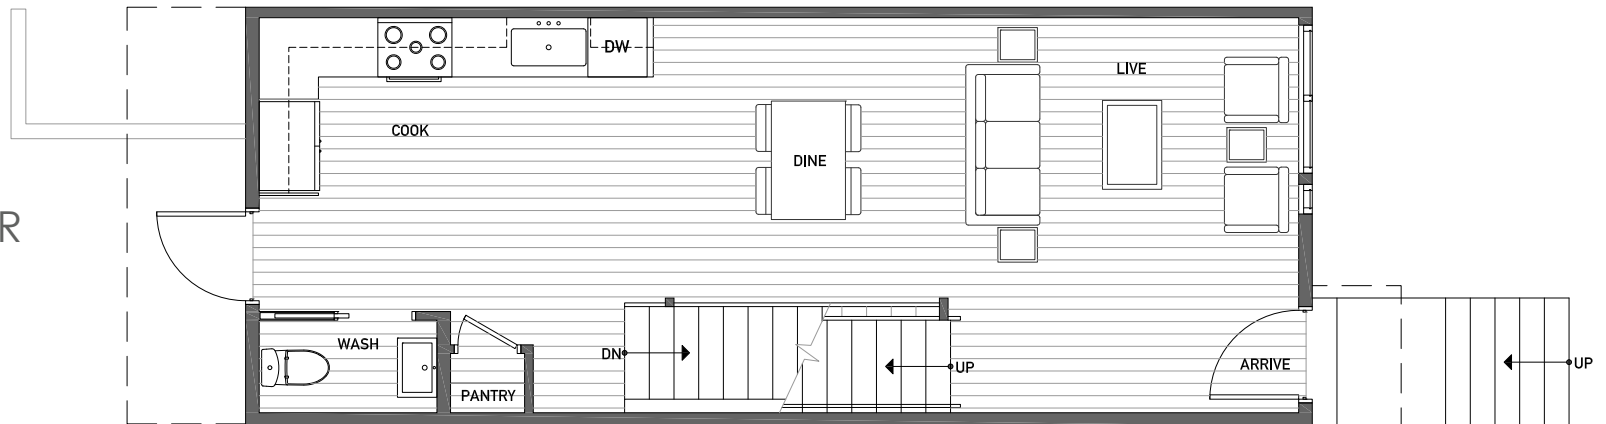 DW
LIVE
COOK
DINE
R
WASH
DN
UP
ARRIVE
UP
PANTRY